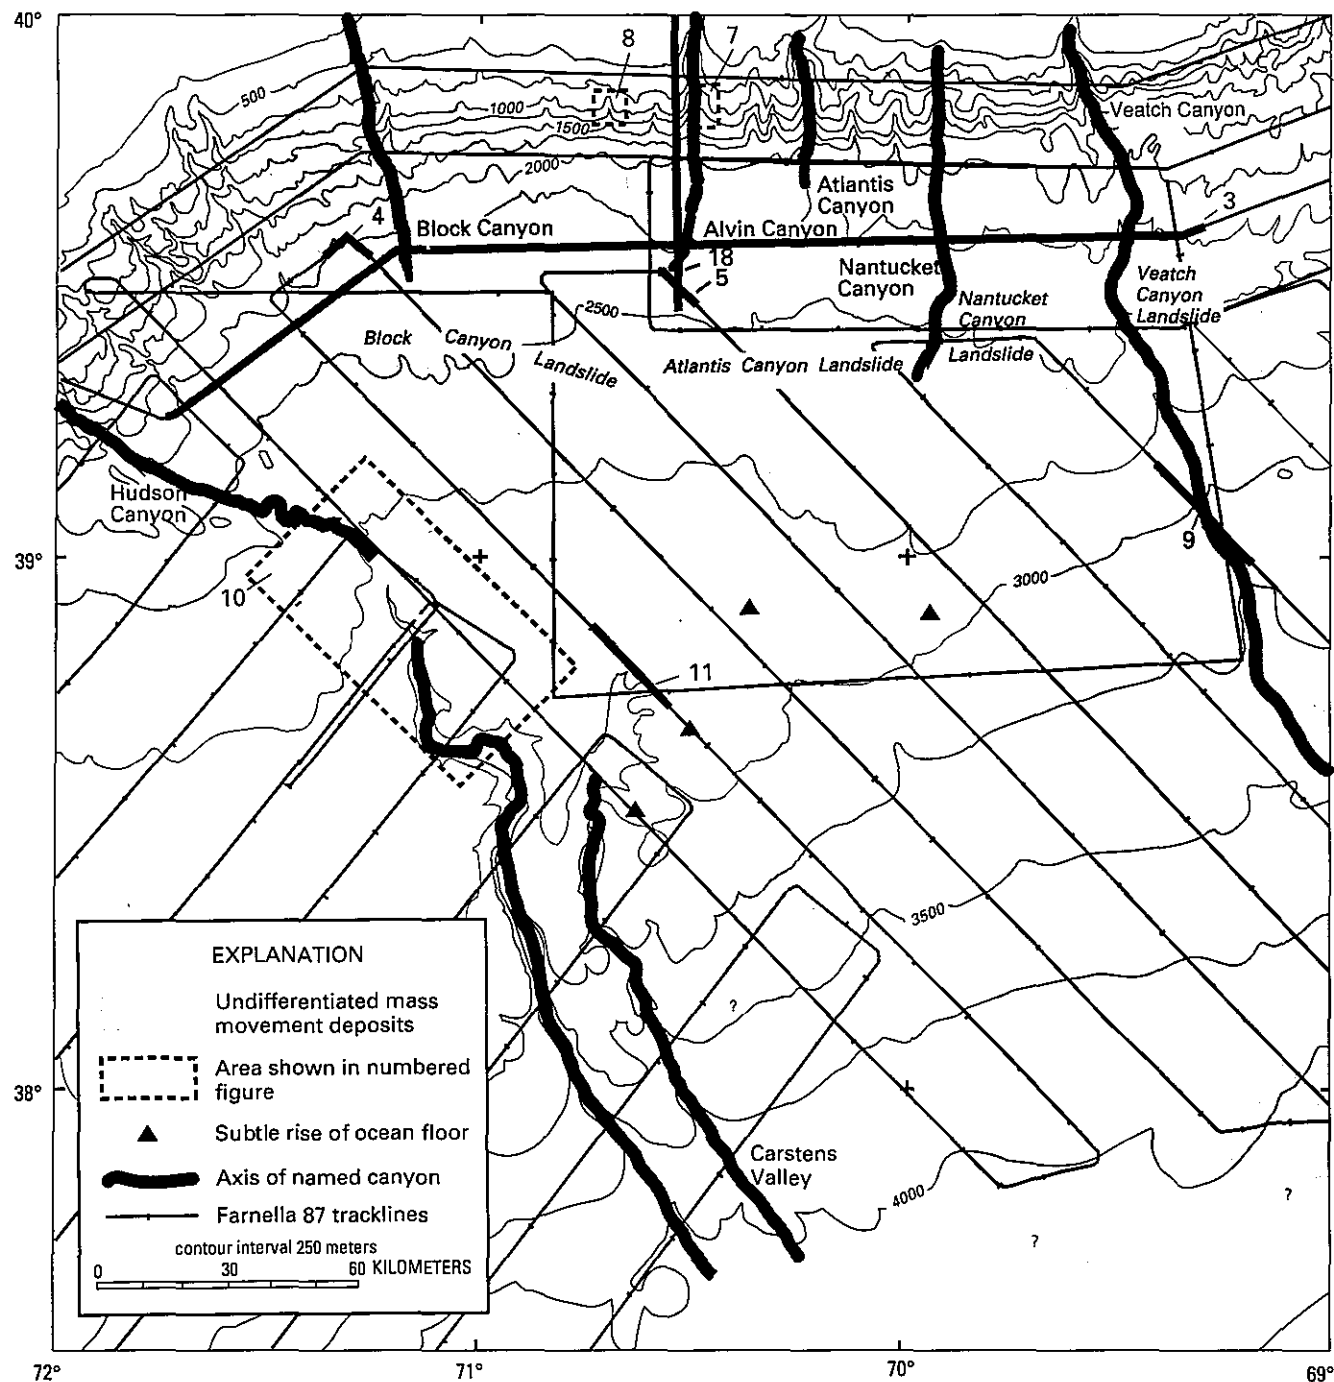 40°
8
7
500
1000
1500
2000
Veatch Canyon
Atlantis
Canyon
3
4
Block Canyon
Alvin Canyon
18
5
Nantucket
Canyon
Veatch
Canyon
Landslide
Nantucket
Canyon
Landslide
2500
Block Canyon Landslide
Atlantis Canyon Landslide
Hudson
Canyon
39°
9
3000
10
11
3500
?
38°
Carstens
Valley
4000
?
?
EXPLANATION
Undifferentiated mass
movement deposits
Area shown in numbered
figure
Subtle rise of ocean floor
Axis of named canyon
Farnella 87 tracklines
contour interval 250 meters
0 30 60 KILOMETERS
72°
71°
70°
69°